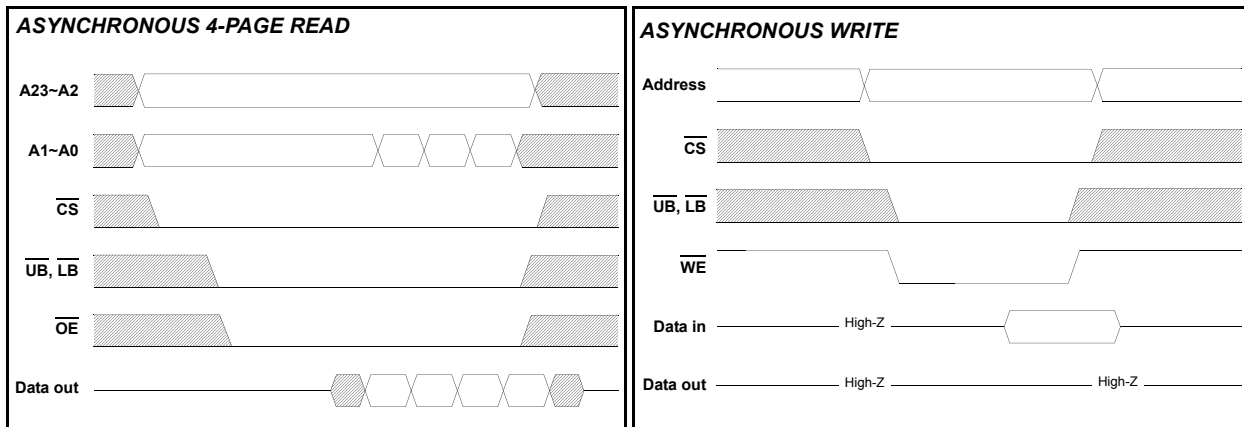 ASYNCHRONOUS 4-PAGE READ
A23~A2
A1~A0
CS
UB, LB
OE
Data out
ASYNCHRONOUS WRITE
Address
CS
UB, LB
WE
Data in
High-Z
Data out
High-Z
High-Z